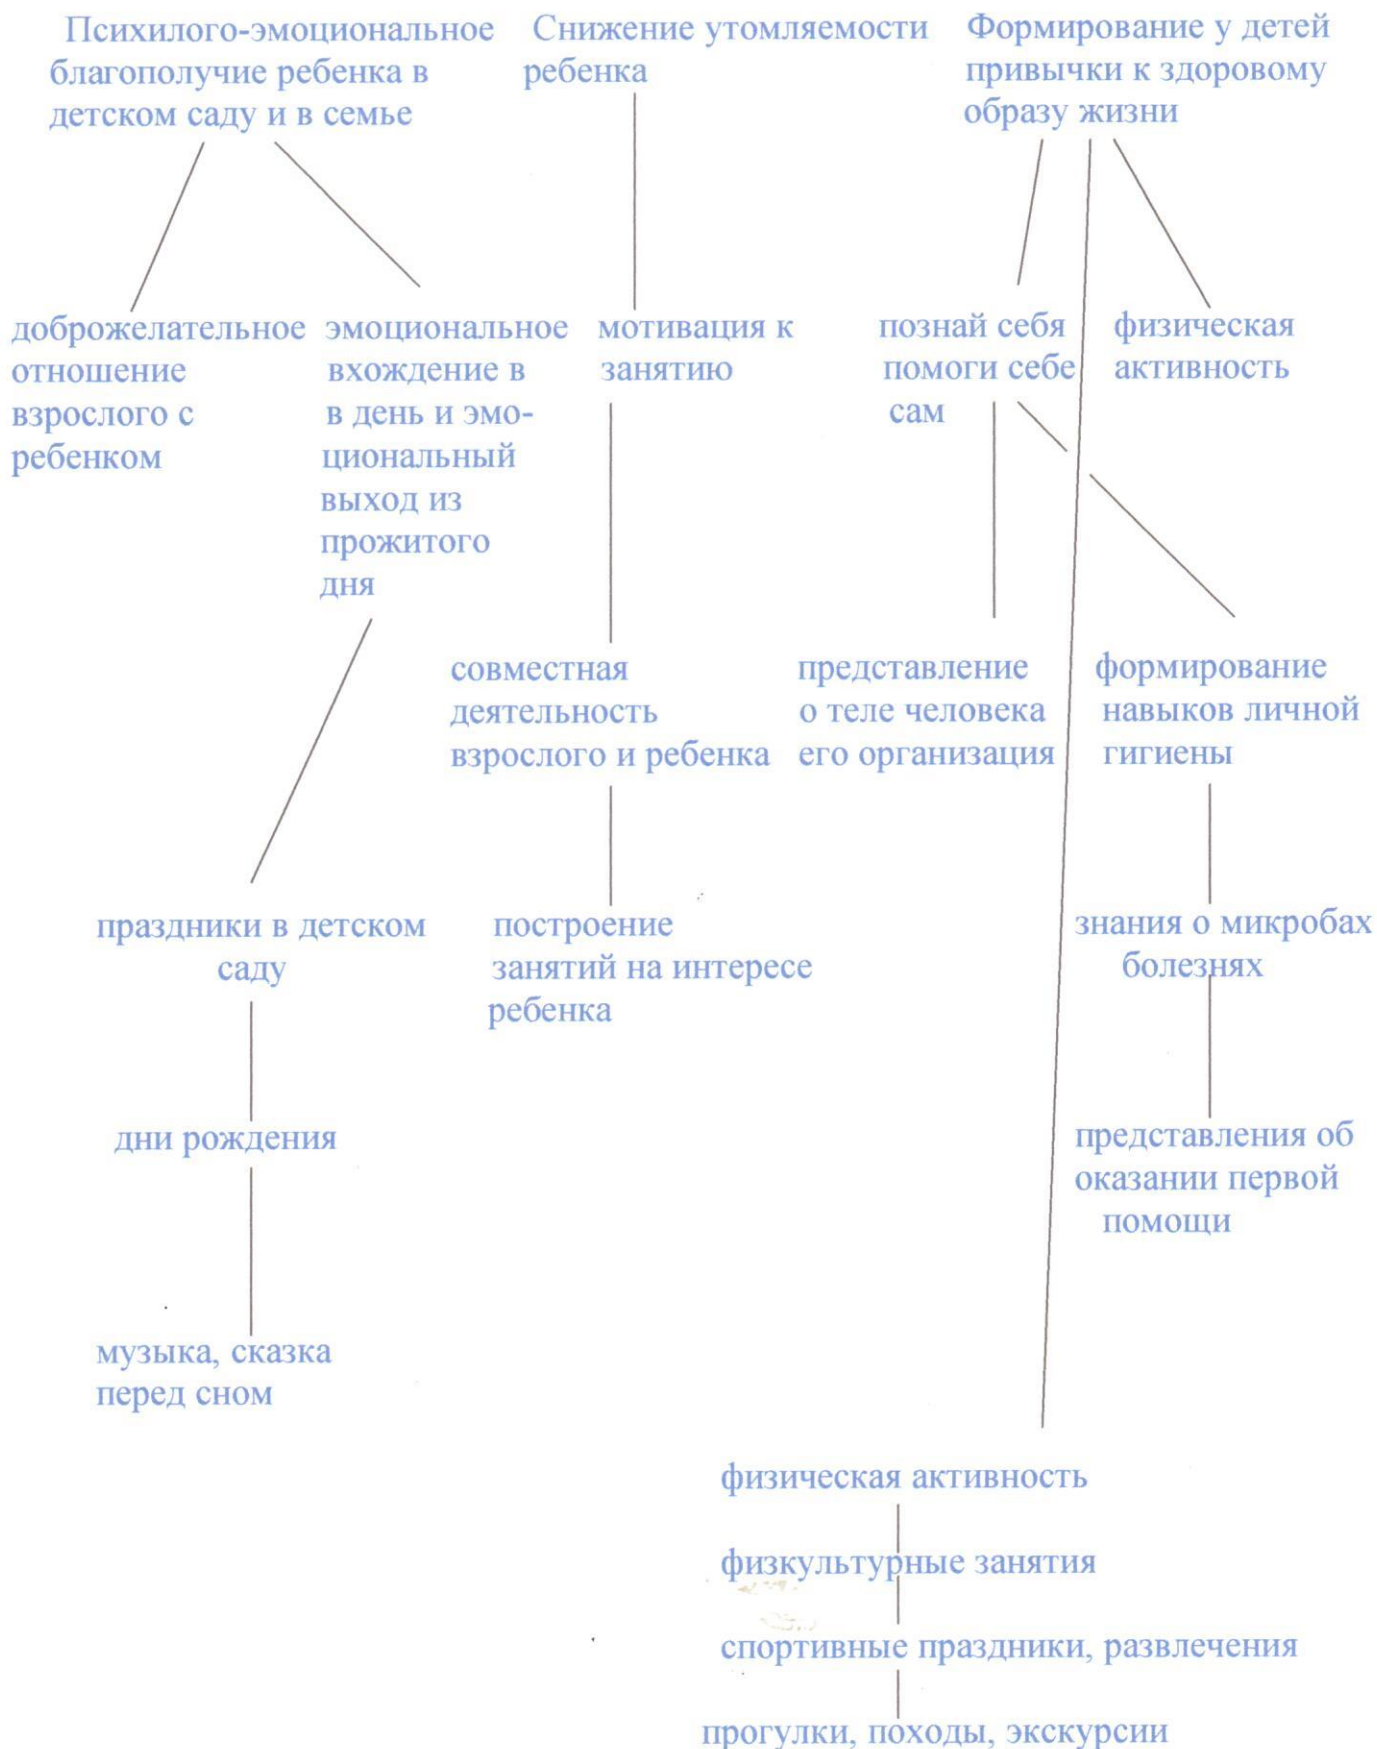 Психилого-эмоциональное
благополучие ребенка в
детском саду и в семье
Снижение утомляемости
ребенка
Формирование у детей
привычки к здоровому
образу жизни
доброжелательное
отношение
взрослого с
ребенком
эмоциональное
вхождение в
в день и эмо-
циональный
выход из
прожитого
дня
мотивация к
занятию
познай себя
помоги себе
сам
физическая
активность
совместная
деятельность
взрослого и ребенка
представление
о теле человека
его организация
формирование
навыков личной
гигиены
праздники в детском
саду
построение
занятий на интересе
ребенка
знания о микробах
болезнях
дни рождения
представления об
оказании первой
помощи
музыка, сказка
перед сном
физическая активность
физкультурные занятия
спортивные праздники, развлечения
прогулки, походы, экскурсии